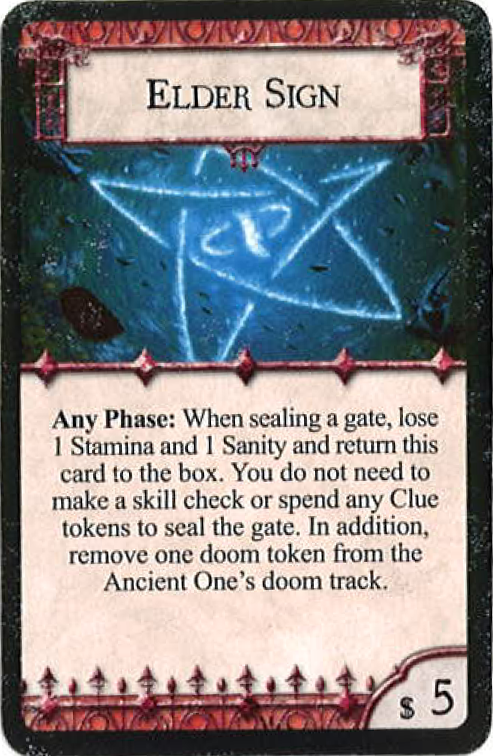 ELDER SIGN
Any Phase: When sealing a gate, lose
1 Stamina and 1 Sanity and return this
card to the box. You do not need to
make a skill check or spend any Clue
tokens to seal the gate. In addition,
remove one doom token from the
Ancient One's doom track.
$ 5